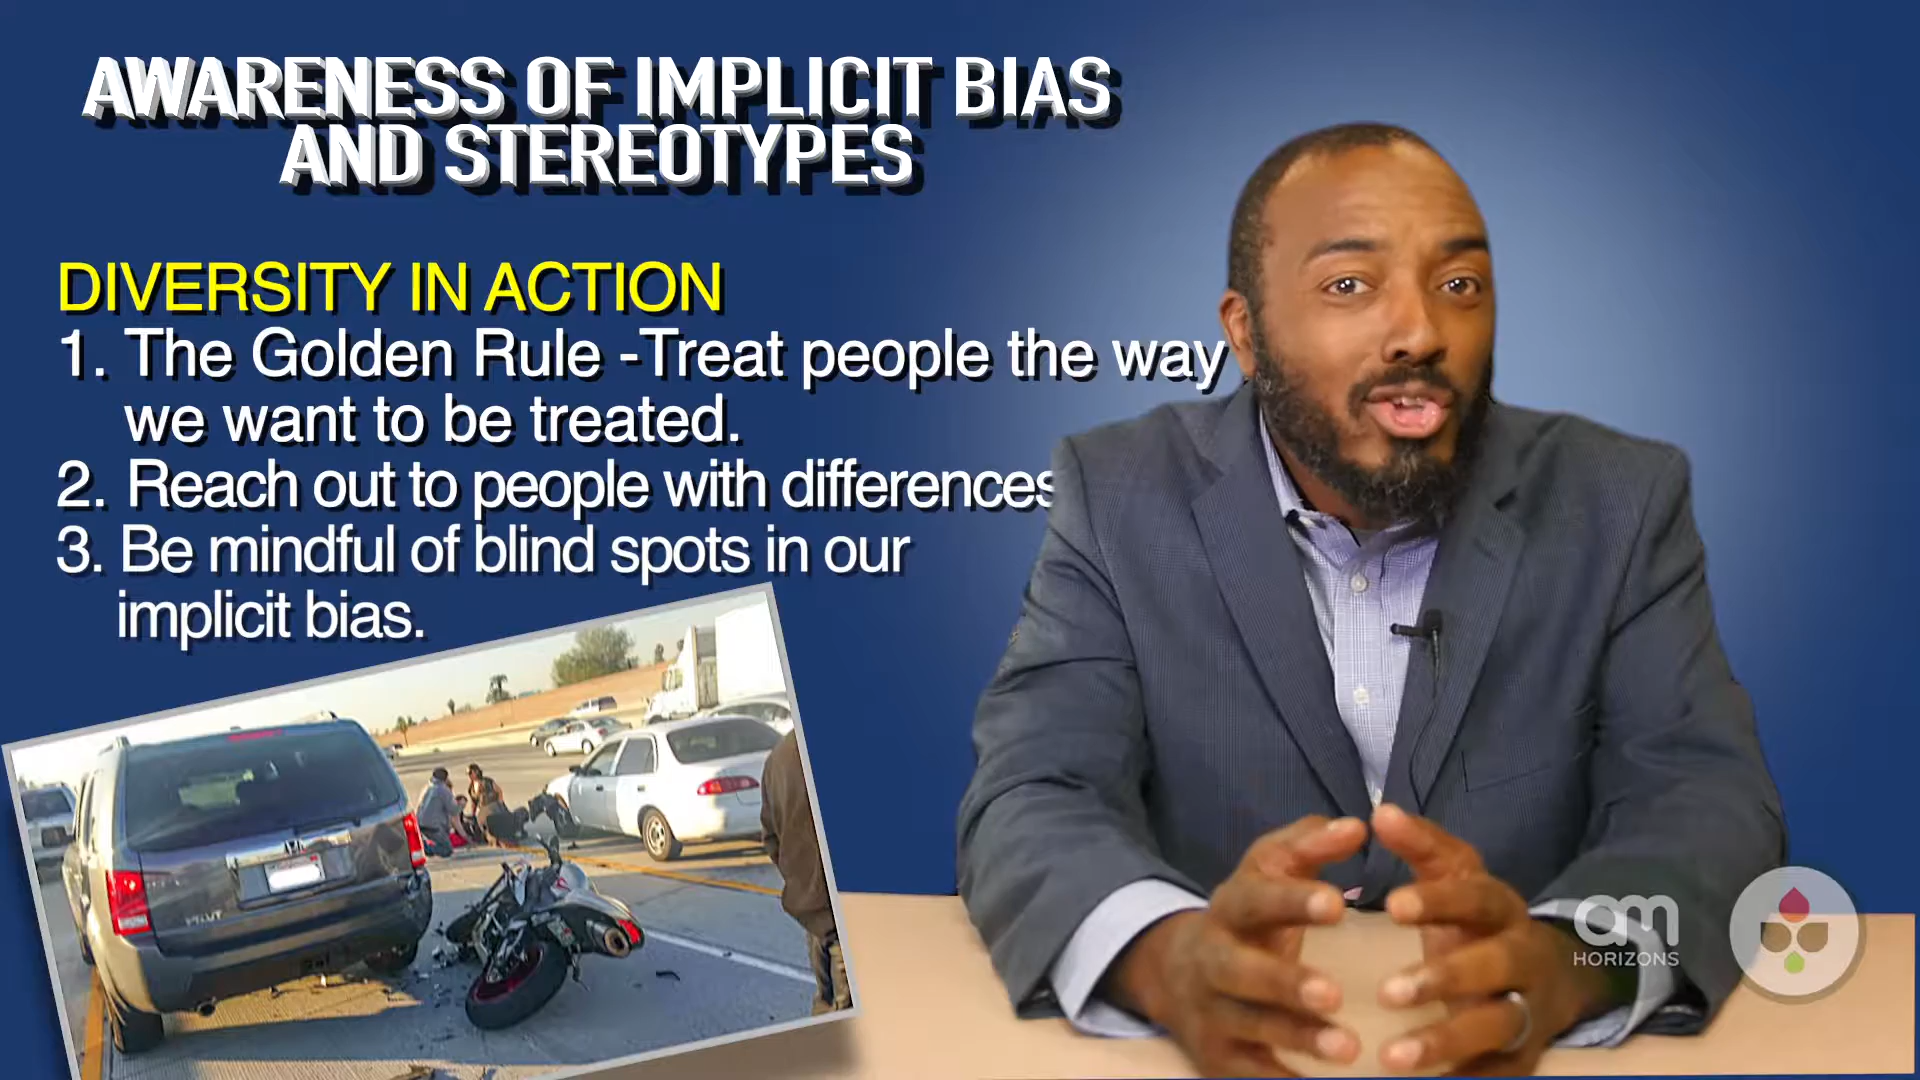 AWARENESS OF IMPLICIT BIAS
AND STEREOTYPES
DIVERSITY IN ACTION
1. The Golden Rule -Treat people the way
we want to be treated.
2. Reach out to people with differences
3. Be mindful of blind spots in our
implicit bias.
am
HORIZONS